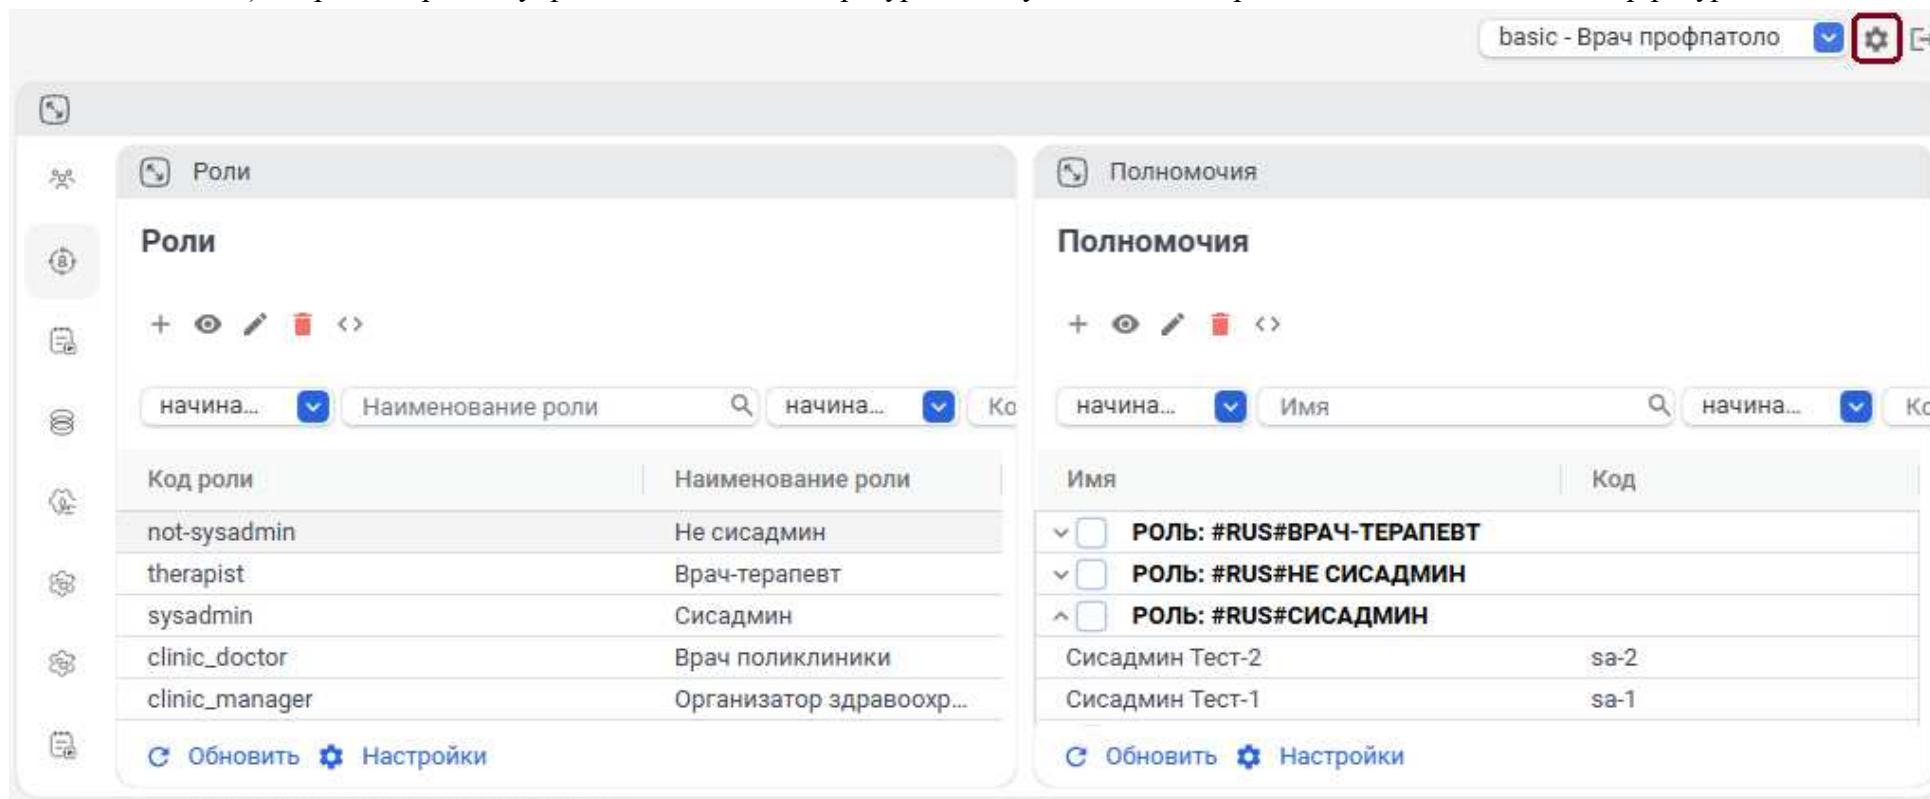 basic - Врач профпатоло
Роли
Роли
начина... Наименование роли начина... Ко
Код роли Наименование роли
not-sysadmin Не сисадмин
therapist Врач-терапевт
sysadmin Сисадмин
clinic_doctor Врач поликлиники
clinic_manager Организатор здравоохр...
Обновить Настройки
Полномочия
Полномочия
начина... Имя начина... Ко
Имя Код
РОЛЬ: #RUS#ВРАЧ-ТЕРАПЕВТ
РОЛЬ: #RUS#НЕ СИСАДМИН
РОЛЬ: #RUS#СИСАДМИН
Сисадмин Тест-2 sa-2
Сисадмин Тест-1 sa-1
Обновить Настройки